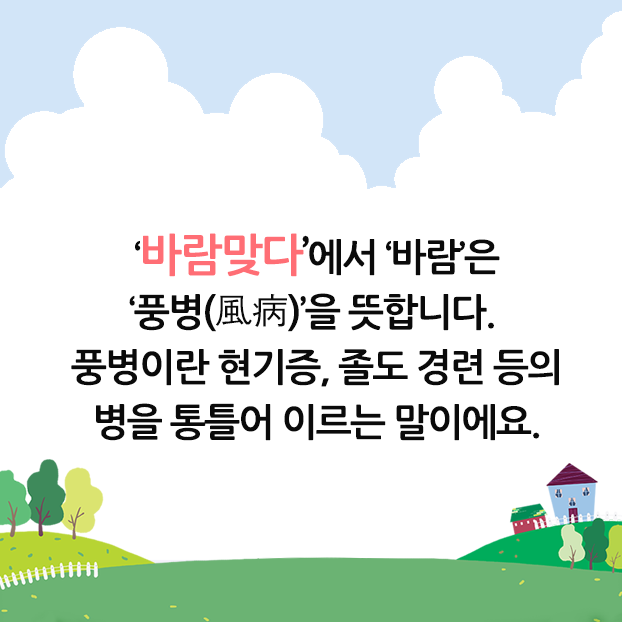 ‘바람맞다’에서 ‘바람’은
‘풍병(風病)’을 뜻합니다.
풍병이란 현기증, 졸도 경련 등의
병을 통틀어 이르는 말이에요.